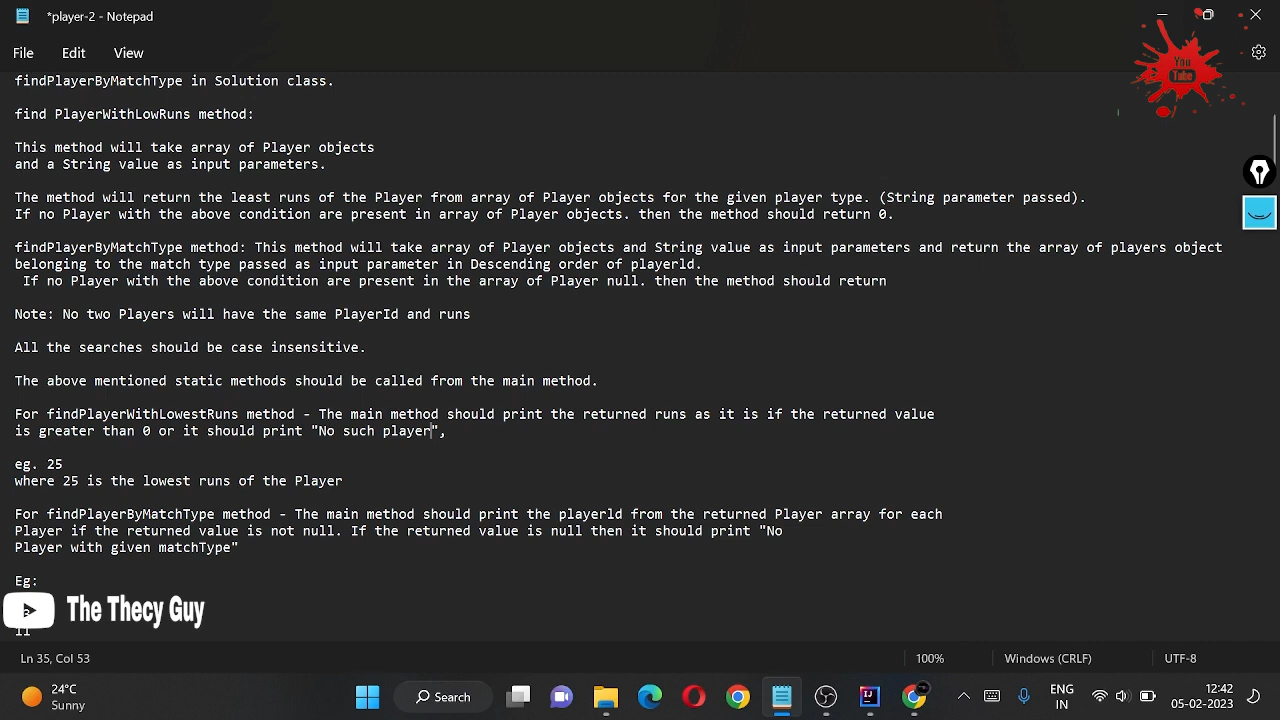 *player-2 - Notepad
File Edit View
You
Tube
findPlayerByMatchType in Solution class.
find PlayerWithLowRuns method:
This method will take array of Player objects
and a String value as input parameters.
The method will return the least runs of the Player from array of Player objects for the given player type. (String parameter passed).
If no Player with the above condition are present in array of Player objects. then the method should return 0.
findPlayerByMatchType method: This method will take array of Player objects and String value as input parameters and return the array of players object
belonging to the match type passed as input parameter in Descending order of playerld.
If no Player with the above condition are present in the array of Player null. then the method should return
Note: No two Players will have the same PlayerId and runs
All the searches should be case insensitive.
The above mentioned static methods should be called from the main method.
For findPlayerWithLowestRuns method - The main method should print the returned runs as it is if the returned value
is greater than 0 or it should print "No such player",
eg. 25
where 25 is the lowest runs of the Player
For findPlayerByMatchType method - The main method should print the playerld from the returned Player array for each
Player if the returned value is not null. If the returned value is null then it should print "No
Player with given matchType"
Eg:
The Thecy Guy
11
Ln 35, Col 53
100%
Windows (CRLF)
UTF-8
24°C
Sunny
Search
ENG
IN
12:42
05-02-2023